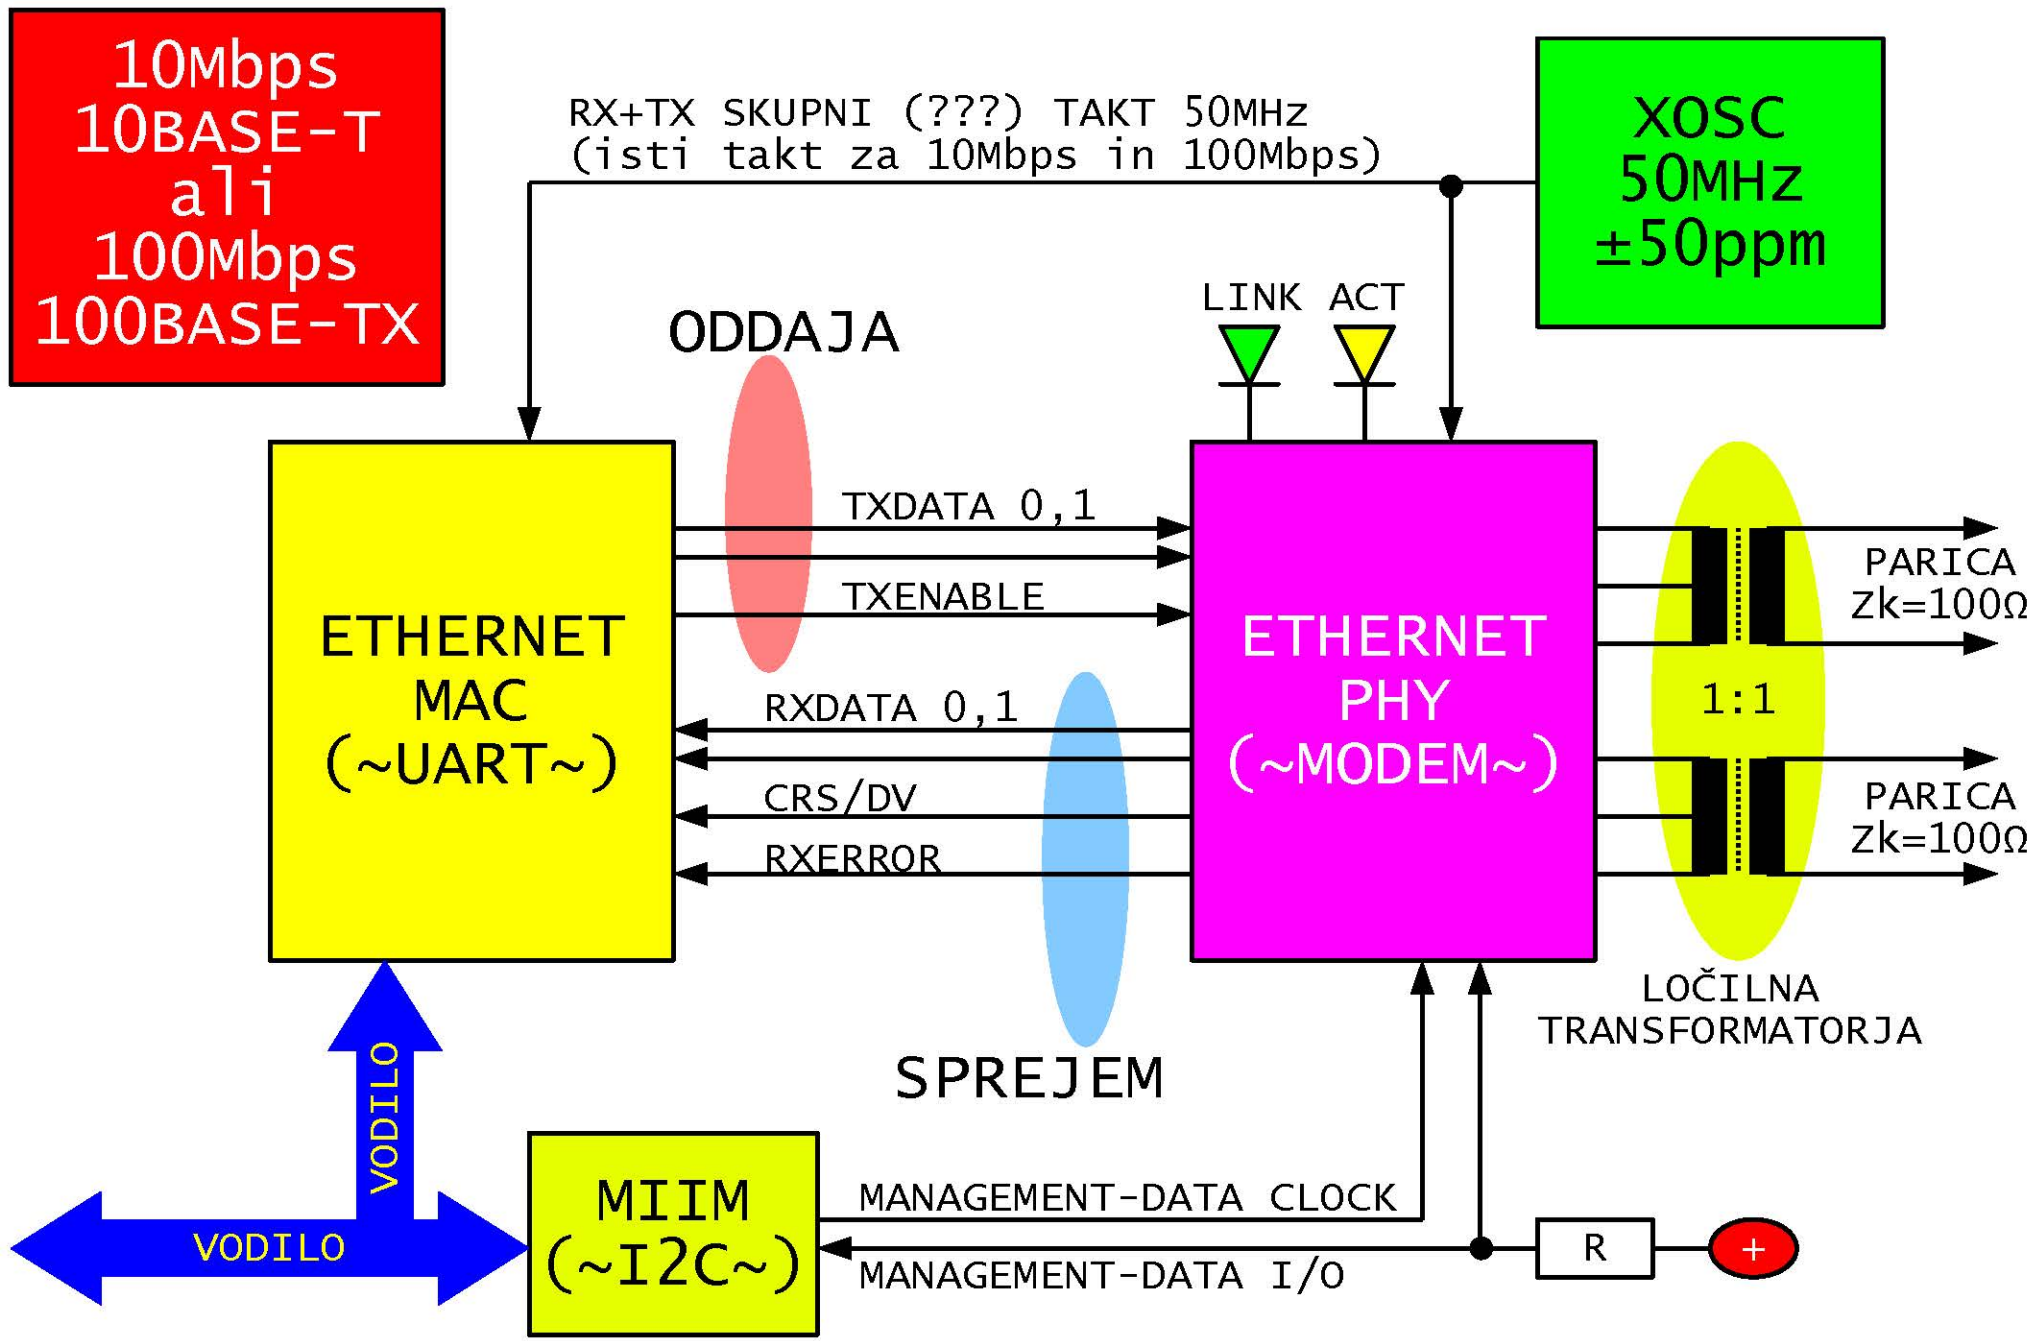 10Mbps
10BASE-T
ali
100Mbps
100BASE-TX
RX+TX SKUPNI (???) TAKT 50MHz
(isti takt za 10Mbps in 100Mbps)
XOSC
50MHz
±50ppm
LINK ACT
ODDAJA
TXDATA 0,1
TXENABLE
RXDATA 0,1
CRS/DV
RXERROR
SPREJEM
ETHERNET
MAC
(~UART~)
ETHERNET
PHY
(~MODEM~)
PARICA
Zk=100Ω
1:1
PARICA
Zk=100Ω
LOČILNA
TRANSFORMATORJA
VODILO
VODILO
MIIM
(~I2C~)
MANAGEMENT-DATA CLOCK
MANAGEMENT-DATA I/O
R
+